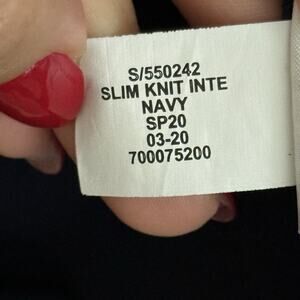 S/550242
SLIM KNIT INTE
NAVY
SP20
03-20
700075200